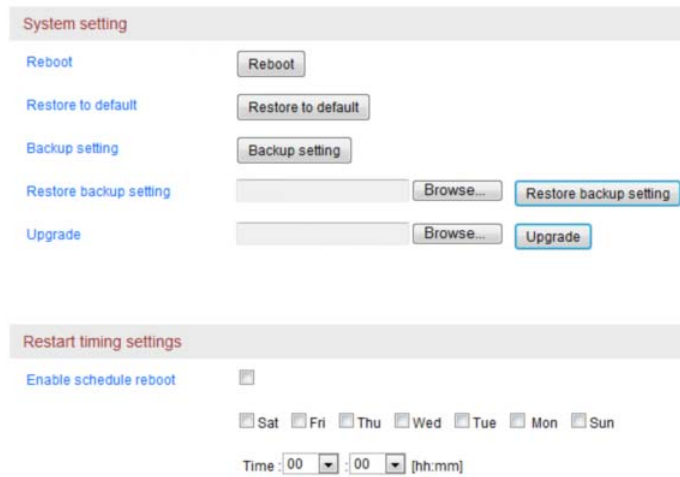 System setting
Reboot Reboot
Restore to default Restore to default
Backup setting Backup setting
Restore backup setting Browse... Restore backup setting
Upgrade Browse... Upgrade
Restart timing settings
Enable schedule reboot
Sat Fri Thu Wed Tue Mon Sun
Time : 00 : 00 [hh:mm]